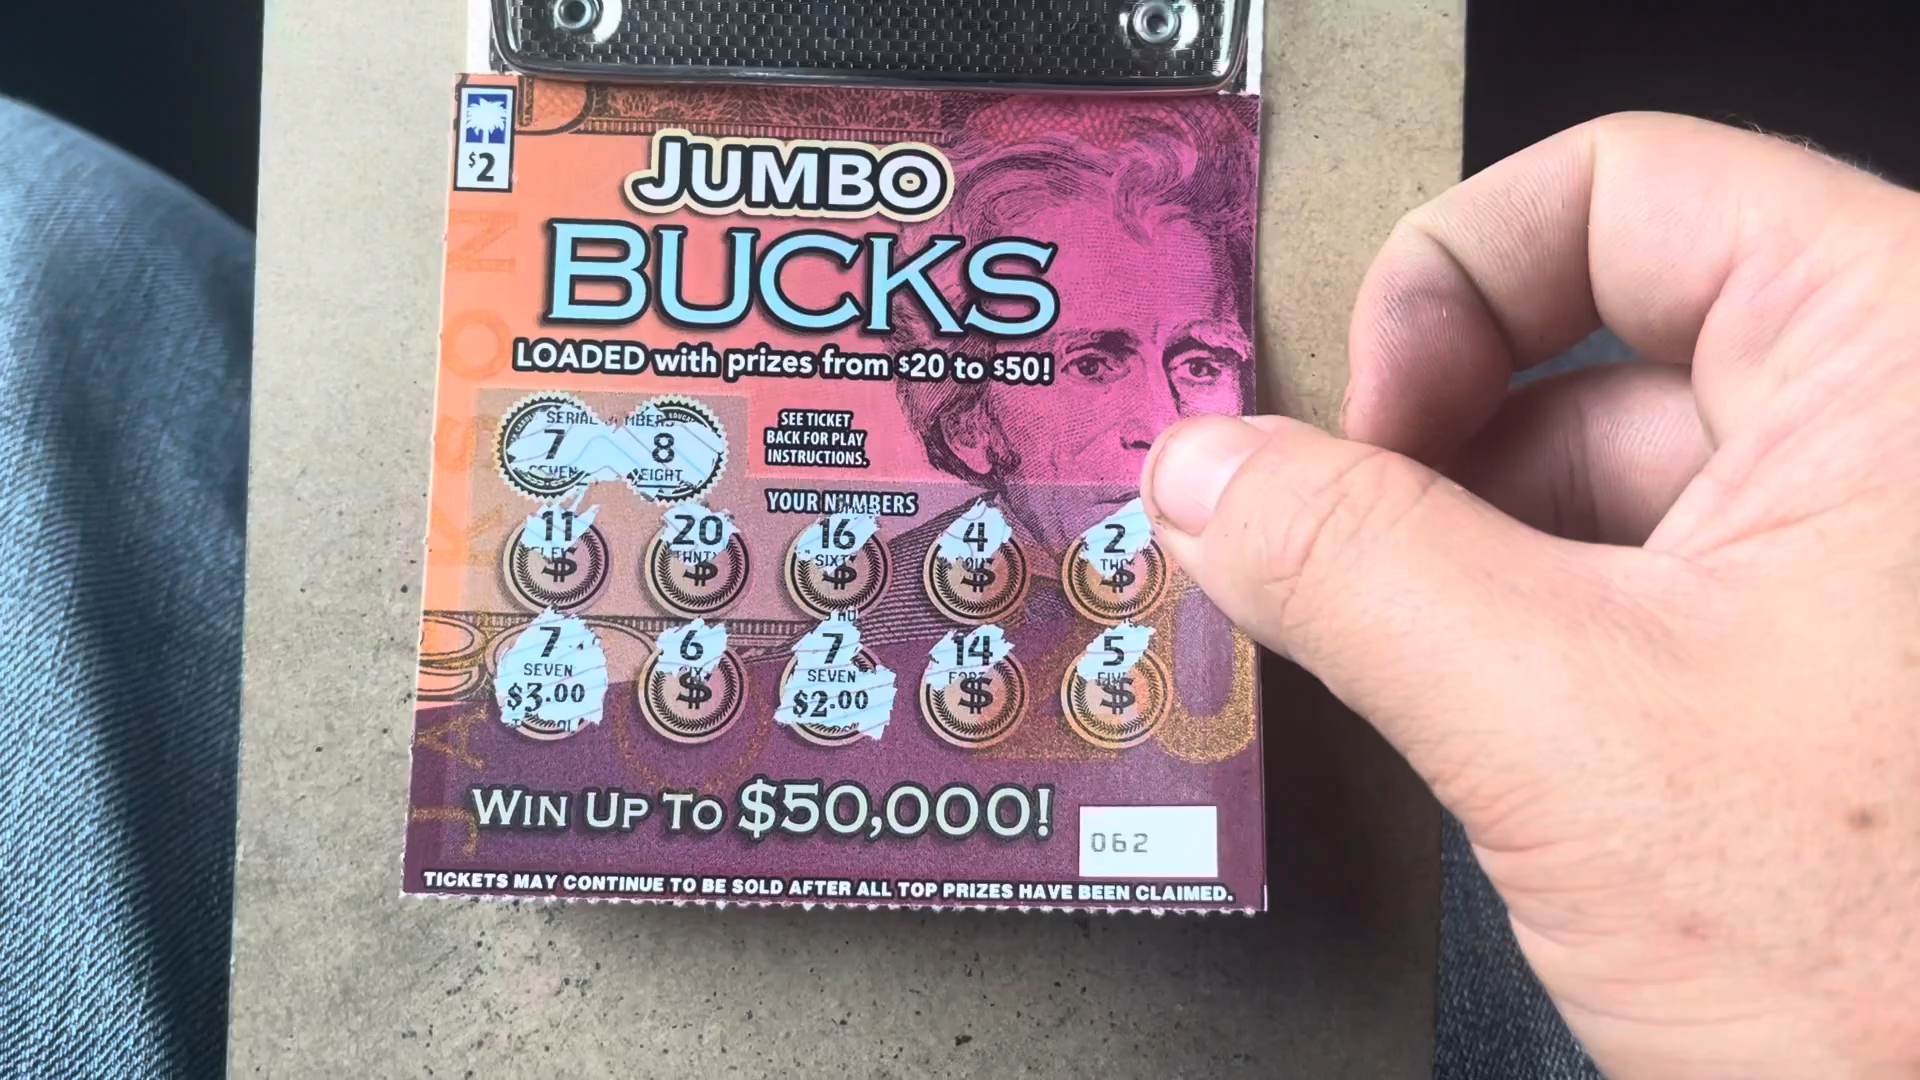 $2
JUMBO
BUCKS
LOADED with prizes from $20 to $50!
SERIAL
7 8
EIGHT
SEE TICKET
BACK FOR PLAY
INSTRUCTIONS.
YOUR NUMBERS
11 20 16 4 2
7 6 7 14 5
SEVEN SEVEN
$3.00 $ $2.00 $ $
WIN UP TO $50,000!
062
TICKETS MAY CONTINUE TO BE SOLD AFTER ALL TOP PRIZES HAVE BEEN CLAIMED.